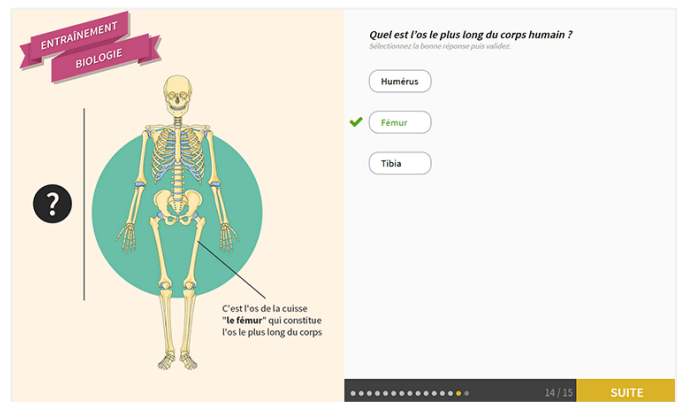 ENTRAÎNEMENT
BIOLOGIE
?
C'est l'os de la cuisse
"le fémur" qui constitue
l'os le plus long du corps
Quel est l'os le plus long du corps humain ?
Sélectionnez la bonne réponse puis validez.
Humérus
Fémur
Tibia
14 / 15
SUITE